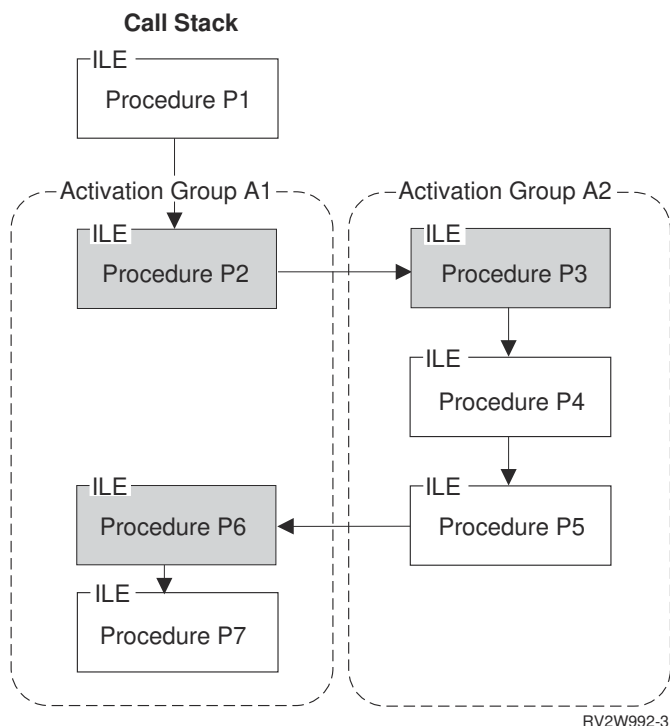 Call Stack
ILE
Procedure P1
Activation Group A1
Activation Group A2
ILE
Procedure P2
ILE
Procedure P3
ILE
Procedure P4
ILE
Procedure P6
ILE
Procedure P5
ILE
Procedure P7
RV2W992-3